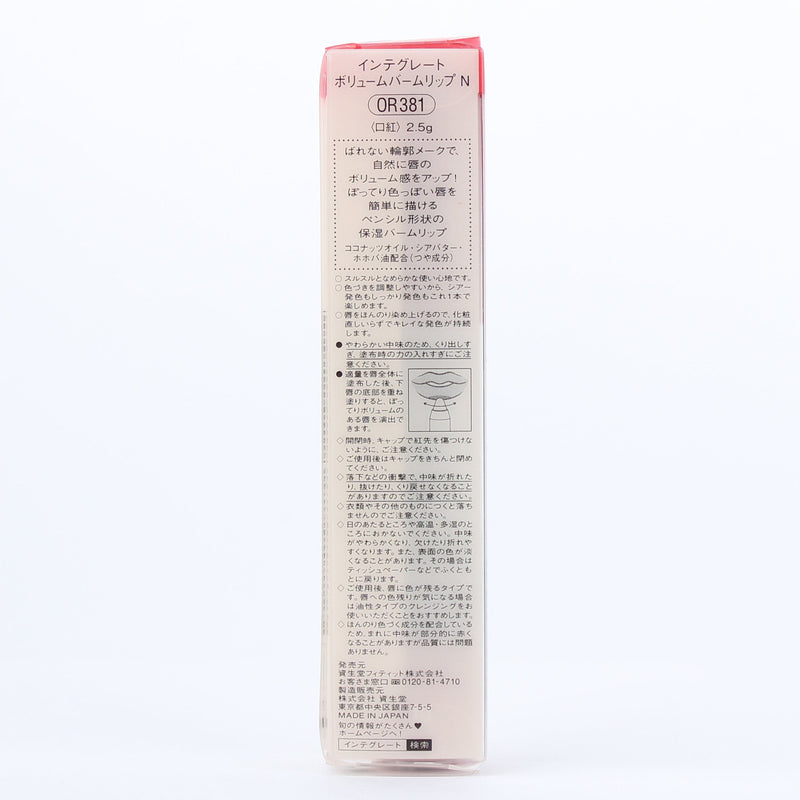 インテグレート
ボリュームバームリップ N
OR381
〈口紅〉 2.5g
ばれない輪郭メークで、
自然に唇の
ボリューム感をアップ！
ぽってり色っぽい唇を
簡単に描ける
ペンシル形状の
保湿バームリップ
ココナッツオイル・シアバター・
ホホバ油配合（つや成分）
○スルスルとなめらかな使い心地です。
○色づきを調整しやすいから、シアー
発色もしっかり発色もこれ1本で
楽しめます。
○唇をほんのり染め上げるので、化粧
直しいらずでキレイな発色が持続
します。
●やわらかい中味のため、くり出しす
ぎ、塗布時の力の入れすぎにご注
意ください。
●適量を唇全体に
塗布した後、下
唇の底部を重ね
塗りすると、ぽっ
てりボリュームの
ある唇を演出で
きます。
◇開閉時、キャップで紅先を傷つけな
いように、ご注意ください。
◇ご使用後はキャップをきちんと閉め
てください。
◇落下などの衝撃で、中味が折れた
り、抜けたり、くり戻せなくなること
がありますのでご注意ください。
◇衣類やその他のものにつくと落ち
ませんのでご注意ください。
◇日のあたるところや高温・多湿のと
ころにおかないでください。中味
がやわらかくなり、欠けたり折れや
すくなります。また、表面の色が淡
くなることがあります。その場合は
ティッシュペーパーなどでふくとも
とに戻ります。
◇ご使用後、唇に色が残るタイプで
す。唇への色残りが気になる場合
は油性タイプのクレンジングをお
使いいただくことをおすすめします。
◇ほんのり色づく成分を配合している
ため、まれに中味が部分的に赤く
なることがありますが品質には問題
ありません。
発売元
資生堂フィティット株式会社
お客さま窓口 0120-81-4710
製造販売元
株式会社 資生堂
東京都中央区銀座7-5-5
MADE IN JAPAN
旬の情報がたくさん♥
ホームページへ！
インテグレート 検索